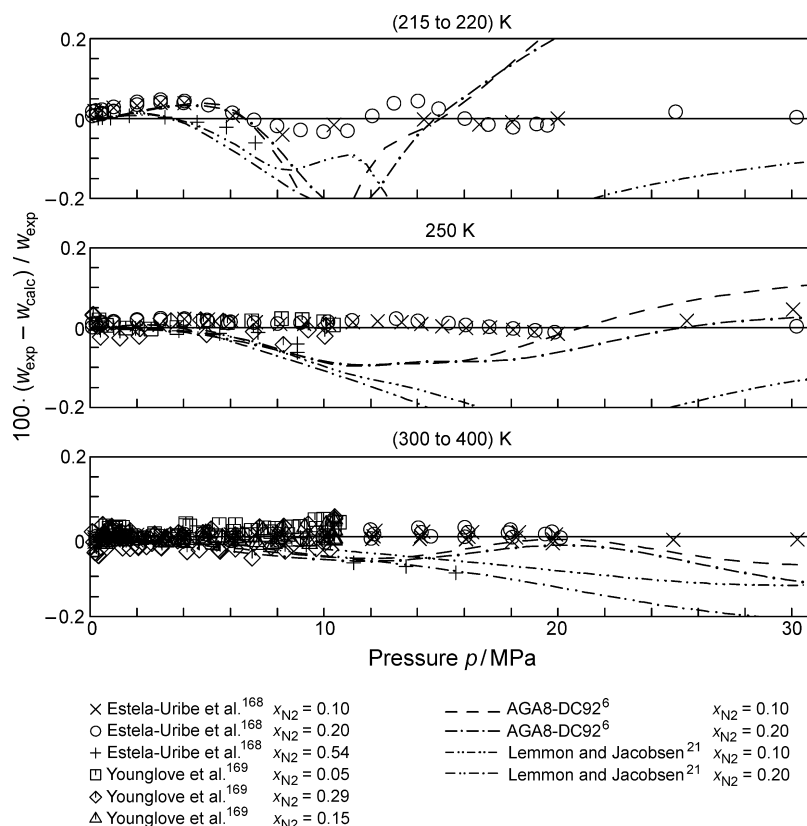 (215 to 220) K
0.2
0
−0.2
250 K
0.2
0
−0.2
(300 to 400) K
0.2
0
−0.2
100 · (wexp − wcalc) / wexp
0 10 20 30
Pressure p / MPa
Estela-Uribe et al.168 xN2 = 0.10
Estela-Uribe et al.168 xN2 = 0.20
Estela-Uribe et al.168 xN2 = 0.54
Younglove et al.169 xN2 = 0.05
Younglove et al.169 xN2 = 0.29
Younglove et al.169 xN2 = 0.15
AGA8-DC926 xN2 = 0.10
AGA8-DC926 xN2 = 0.20
Lemmon and Jacobsen21 xN2 = 0.10
Lemmon and Jacobsen21 xN2 = 0.20